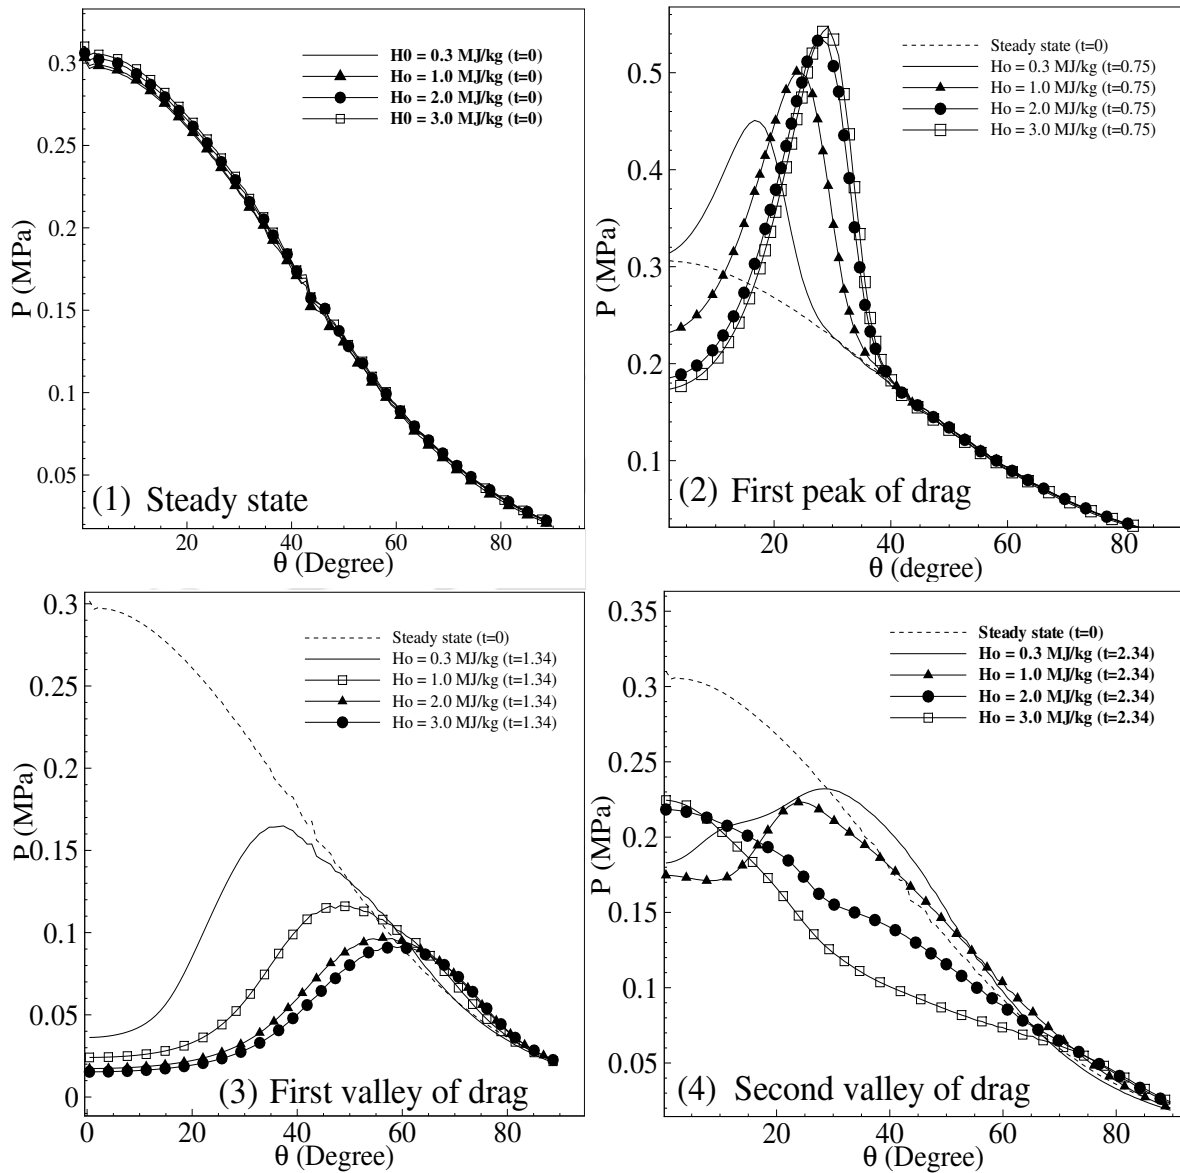 H0 = 0.3 MJ/kg (t=0)
Ho = 1.0 MJ/kg (t=0)
Ho = 2.0 MJ/kg (t=0)
H0 = 3.0 MJ/kg (t=0)
0.3
0.25
0.2
0.15
0.1
0.05
P (MPa)
(1) Steady state
20
40
60
80
θ (Degree)
Steady state (t=0)
Ho = 0.3 MJ/kg (t=0.75)
Ho = 1.0 MJ/kg (t=0.75)
Ho = 2.0 MJ/kg (t=0.75)
Ho = 3.0 MJ/kg (t=0.75)
0.5
0.4
0.3
0.2
0.1
P (MPa)
(2) First peak of drag
20
40
60
80
θ (degree)
Steady state (t=0)
Ho = 0.3 MJ/kg (t=1.34)
Ho = 1.0 MJ/kg (t=1.34)
Ho = 2.0 MJ/kg (t=1.34)
Ho = 3.0 MJ/kg (t=1.34)
0.3
0.25
0.2
0.15
0.1
0.05
0
P (MPa)
(3) First valley of drag
0
20
40
60
80
θ (Degree)
Steady state (t=0)
Ho = 0.3 MJ/kg (t=2.34)
Ho = 1.0 MJ/kg (t=2.34)
Ho = 2.0 MJ/kg (t=2.34)
Ho = 3.0 MJ/kg (t=2.34)
0.35
0.3
0.25
0.2
0.15
0.1
0.05
P (MPa)
(4) Second valley of drag
20
40
60
80
θ (Degree)